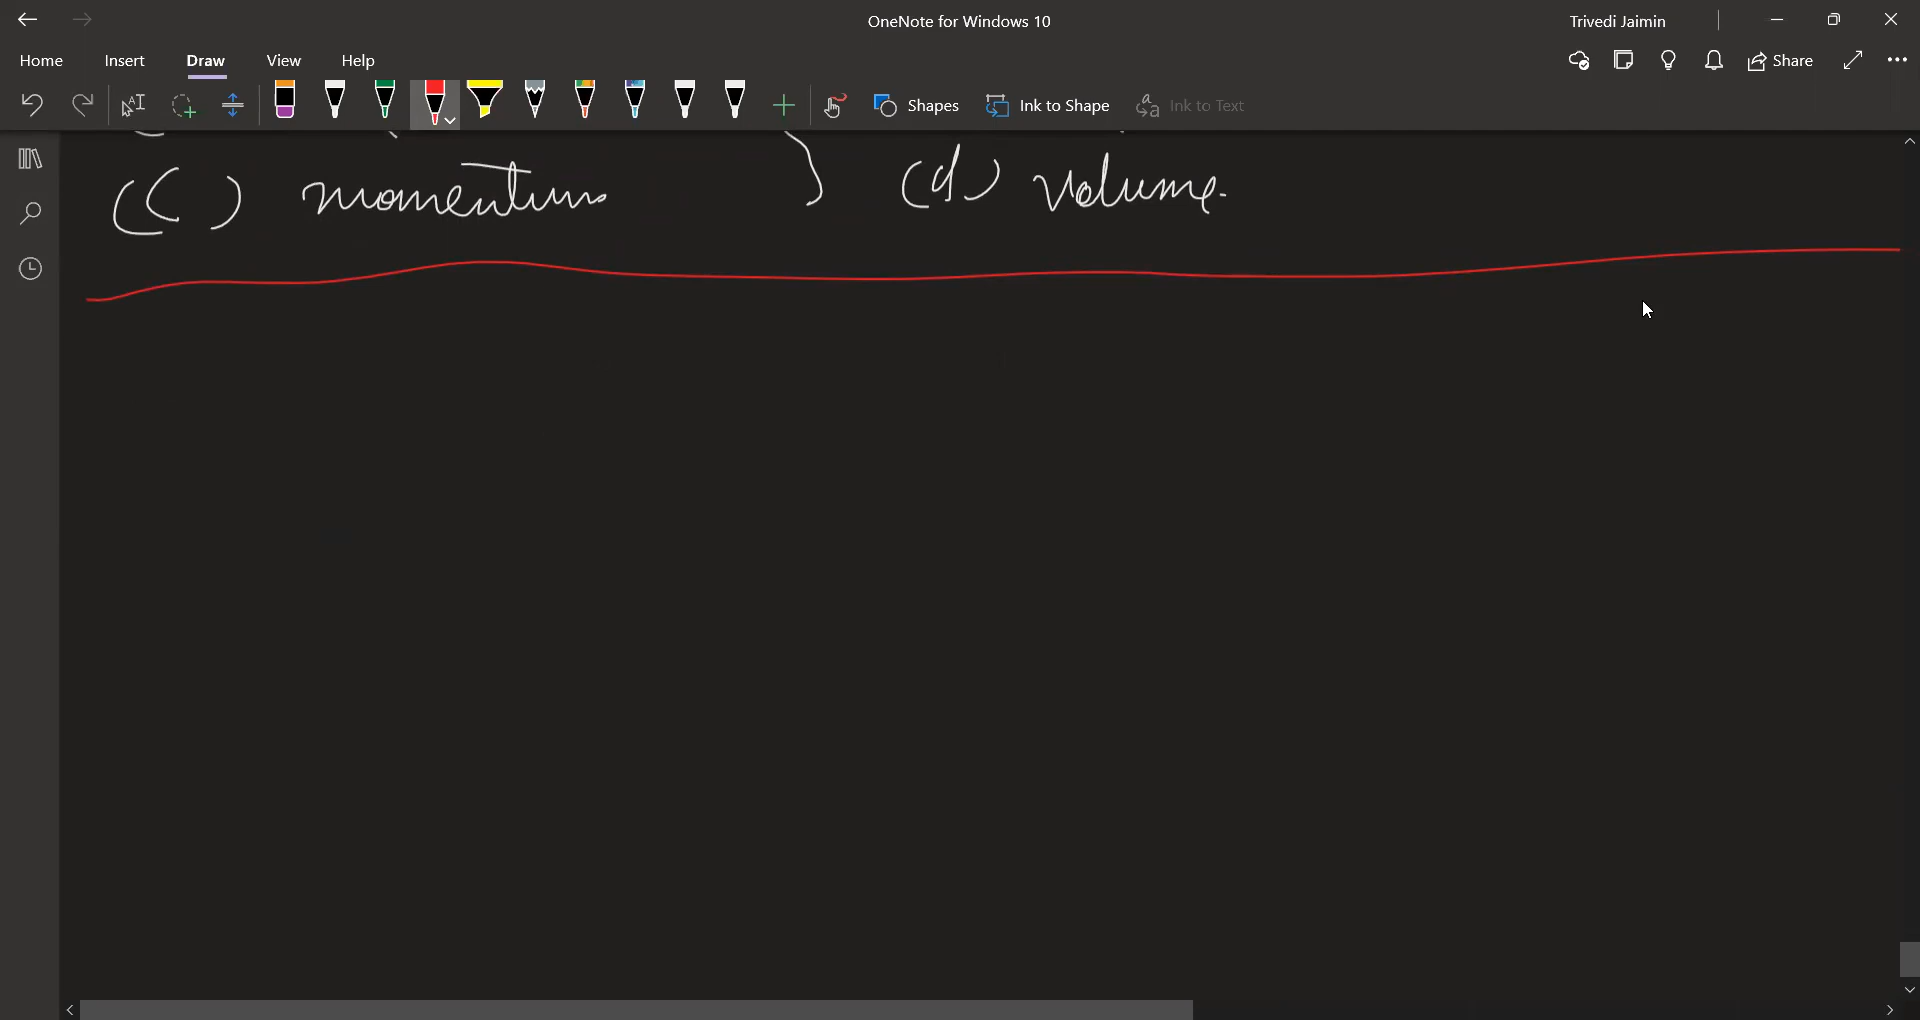 OneNote for Windows 10
Trivedi Jaimin
Home Insert Draw View Help
Share
Shapes Ink to Shape Ink to Text
(C) momentum (d) volume.